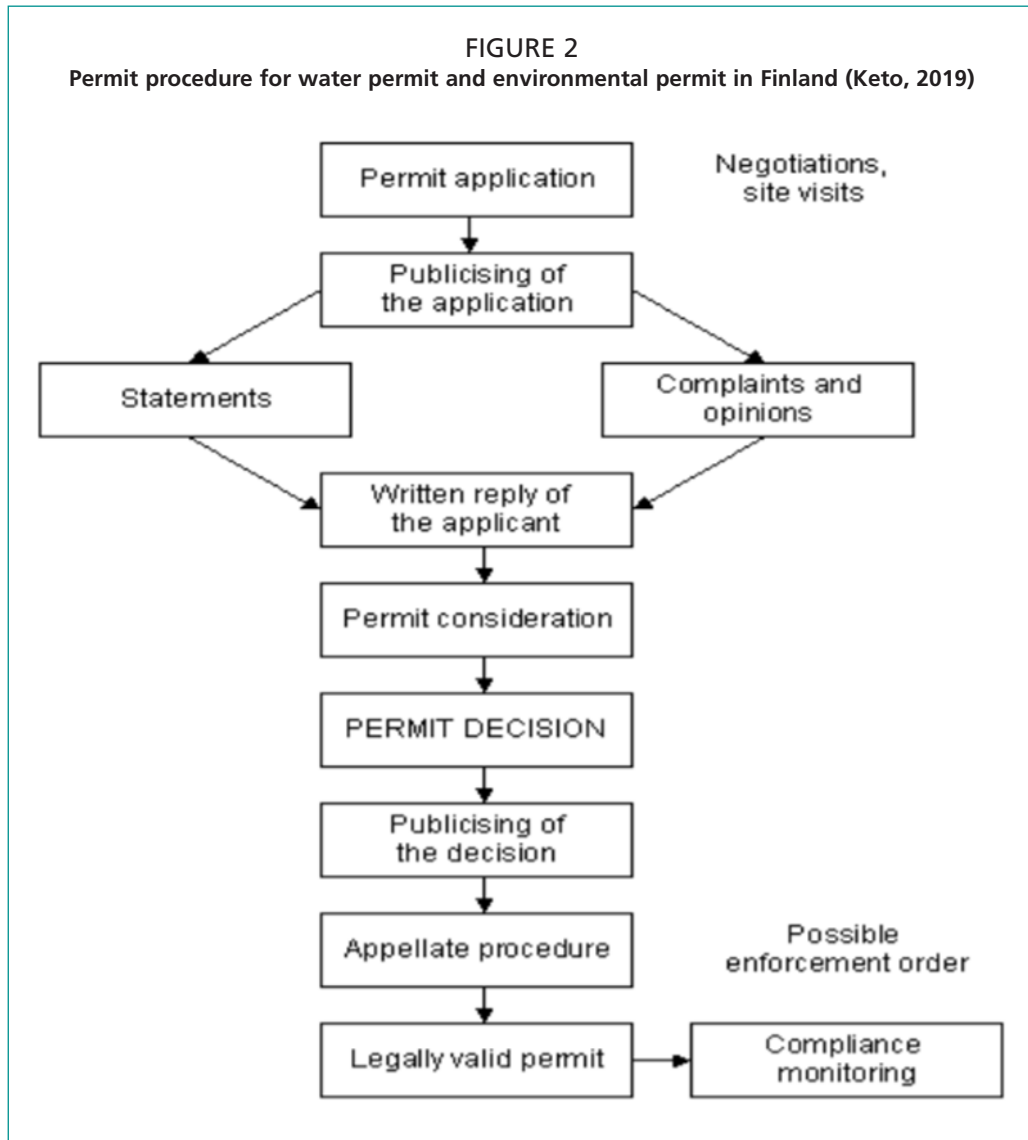 FIGURE 2
Permit procedure for water permit and environmental permit in Finland (Keto, 2019)
Permit application
Negotiations,
site visits
Publicising of
the application
Statements
Complaints and
opinions
Written reply of
the applicant
Permit consideration
PERMIT DECISION
Publicising of
the decision
Appellate procedure
Possible
enforcement order
Legally valid permit
Compliance
monitoring